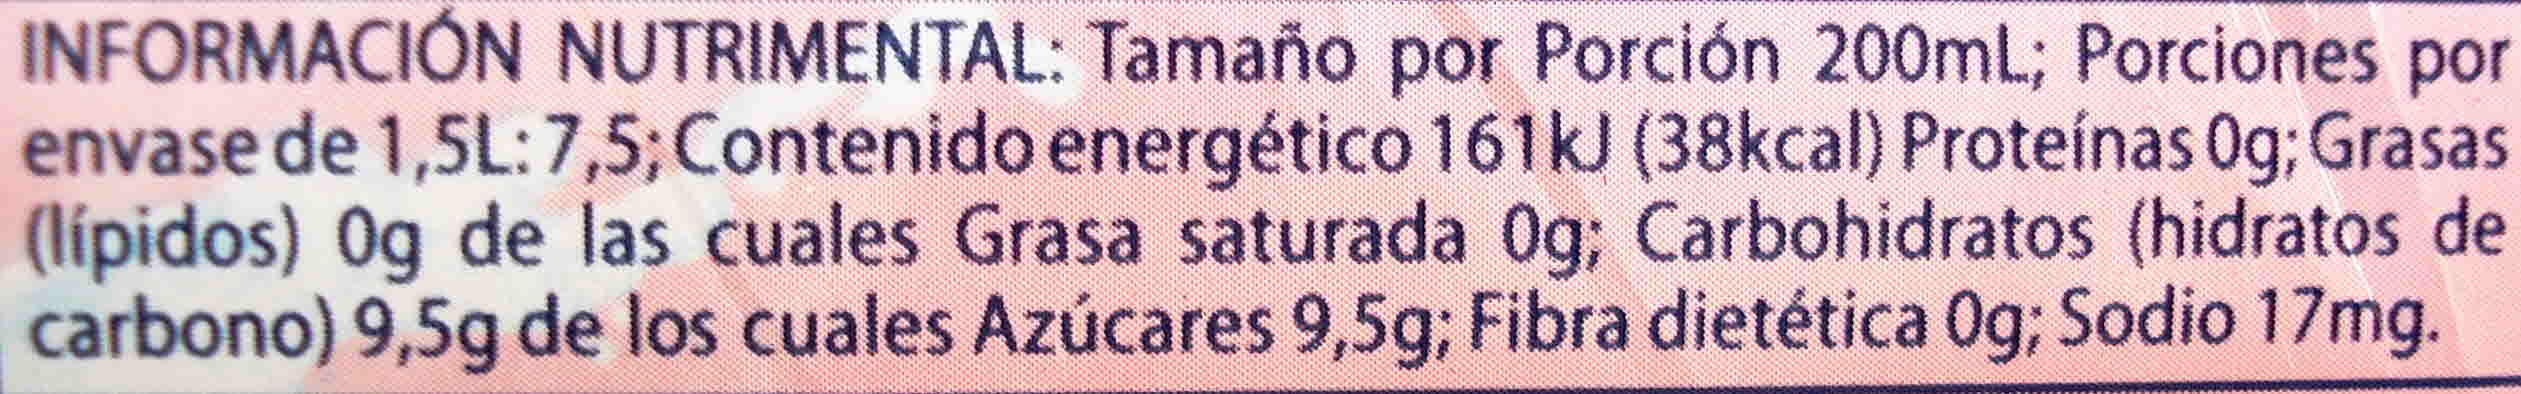 INFORMACIÓN NUTRIMENTAL: Tamaño por Porción 200mL; Porciones por
envase de 1,5L: 7,5; Contenido energético 161kJ (38kcal) Proteínas 0g; Grasas
(lípidos) 0g de las cuales Grasa saturada 0g; Carbohidratos (hidratos de
carbono) 9,5g de los cuales Azúcares 9,5g; Fibra dietética 0g; Sodio 17mg.